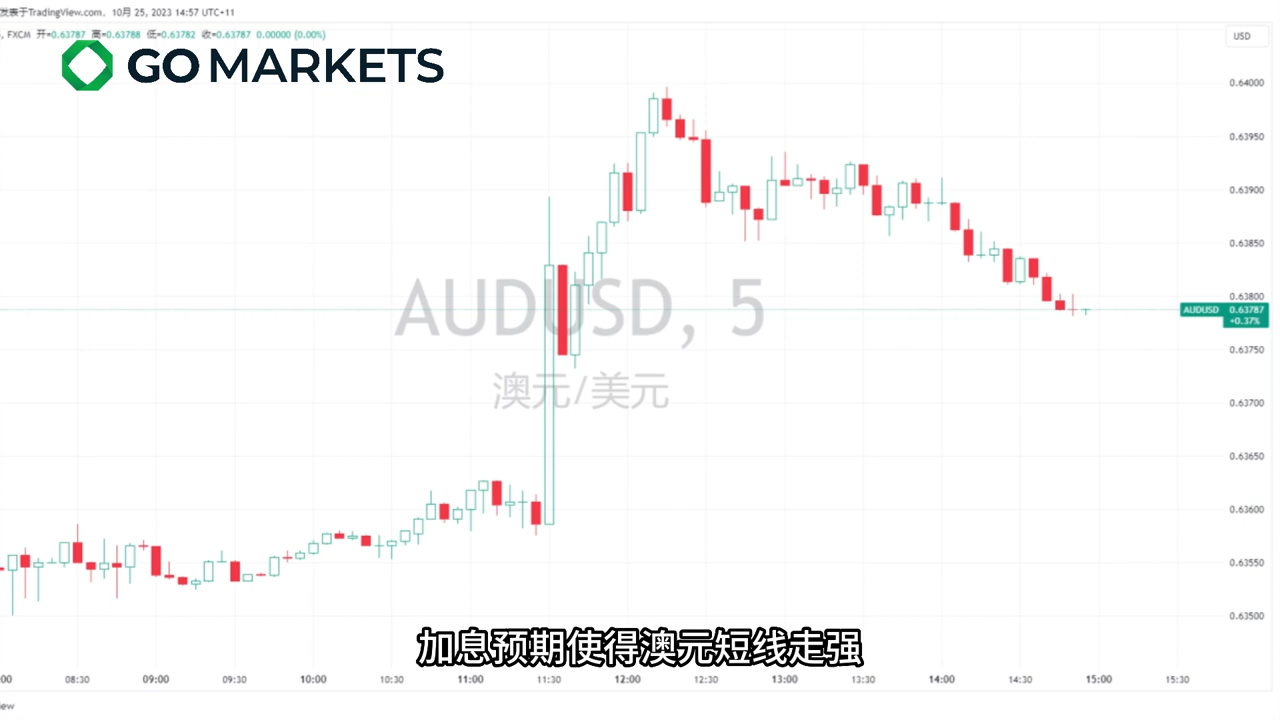 发表于TradingView.com, 10月 25, 2023 14:57 UTC+11
, FXCM 开=0.63787 高=0.63788 低=0.63782 收=0.63787 0.00000 (0.00%)
USD
GO MARKETS
0.64000
0.63950
0.63900
0.63850
0.63800
AUDUSD, 5
AUDUSD 0.63787
+0.37%
0.63750
澳元/美元
0.63700
0.63650
0.63600
0.63550
0.63500
加息预期使得澳元短线走强
:00 08:30 09:00 09:30 10:00 10:30 11:00 11:30 12:00 12:30 13:00 13:30 14:00 14:30 15:00 15:30
iew